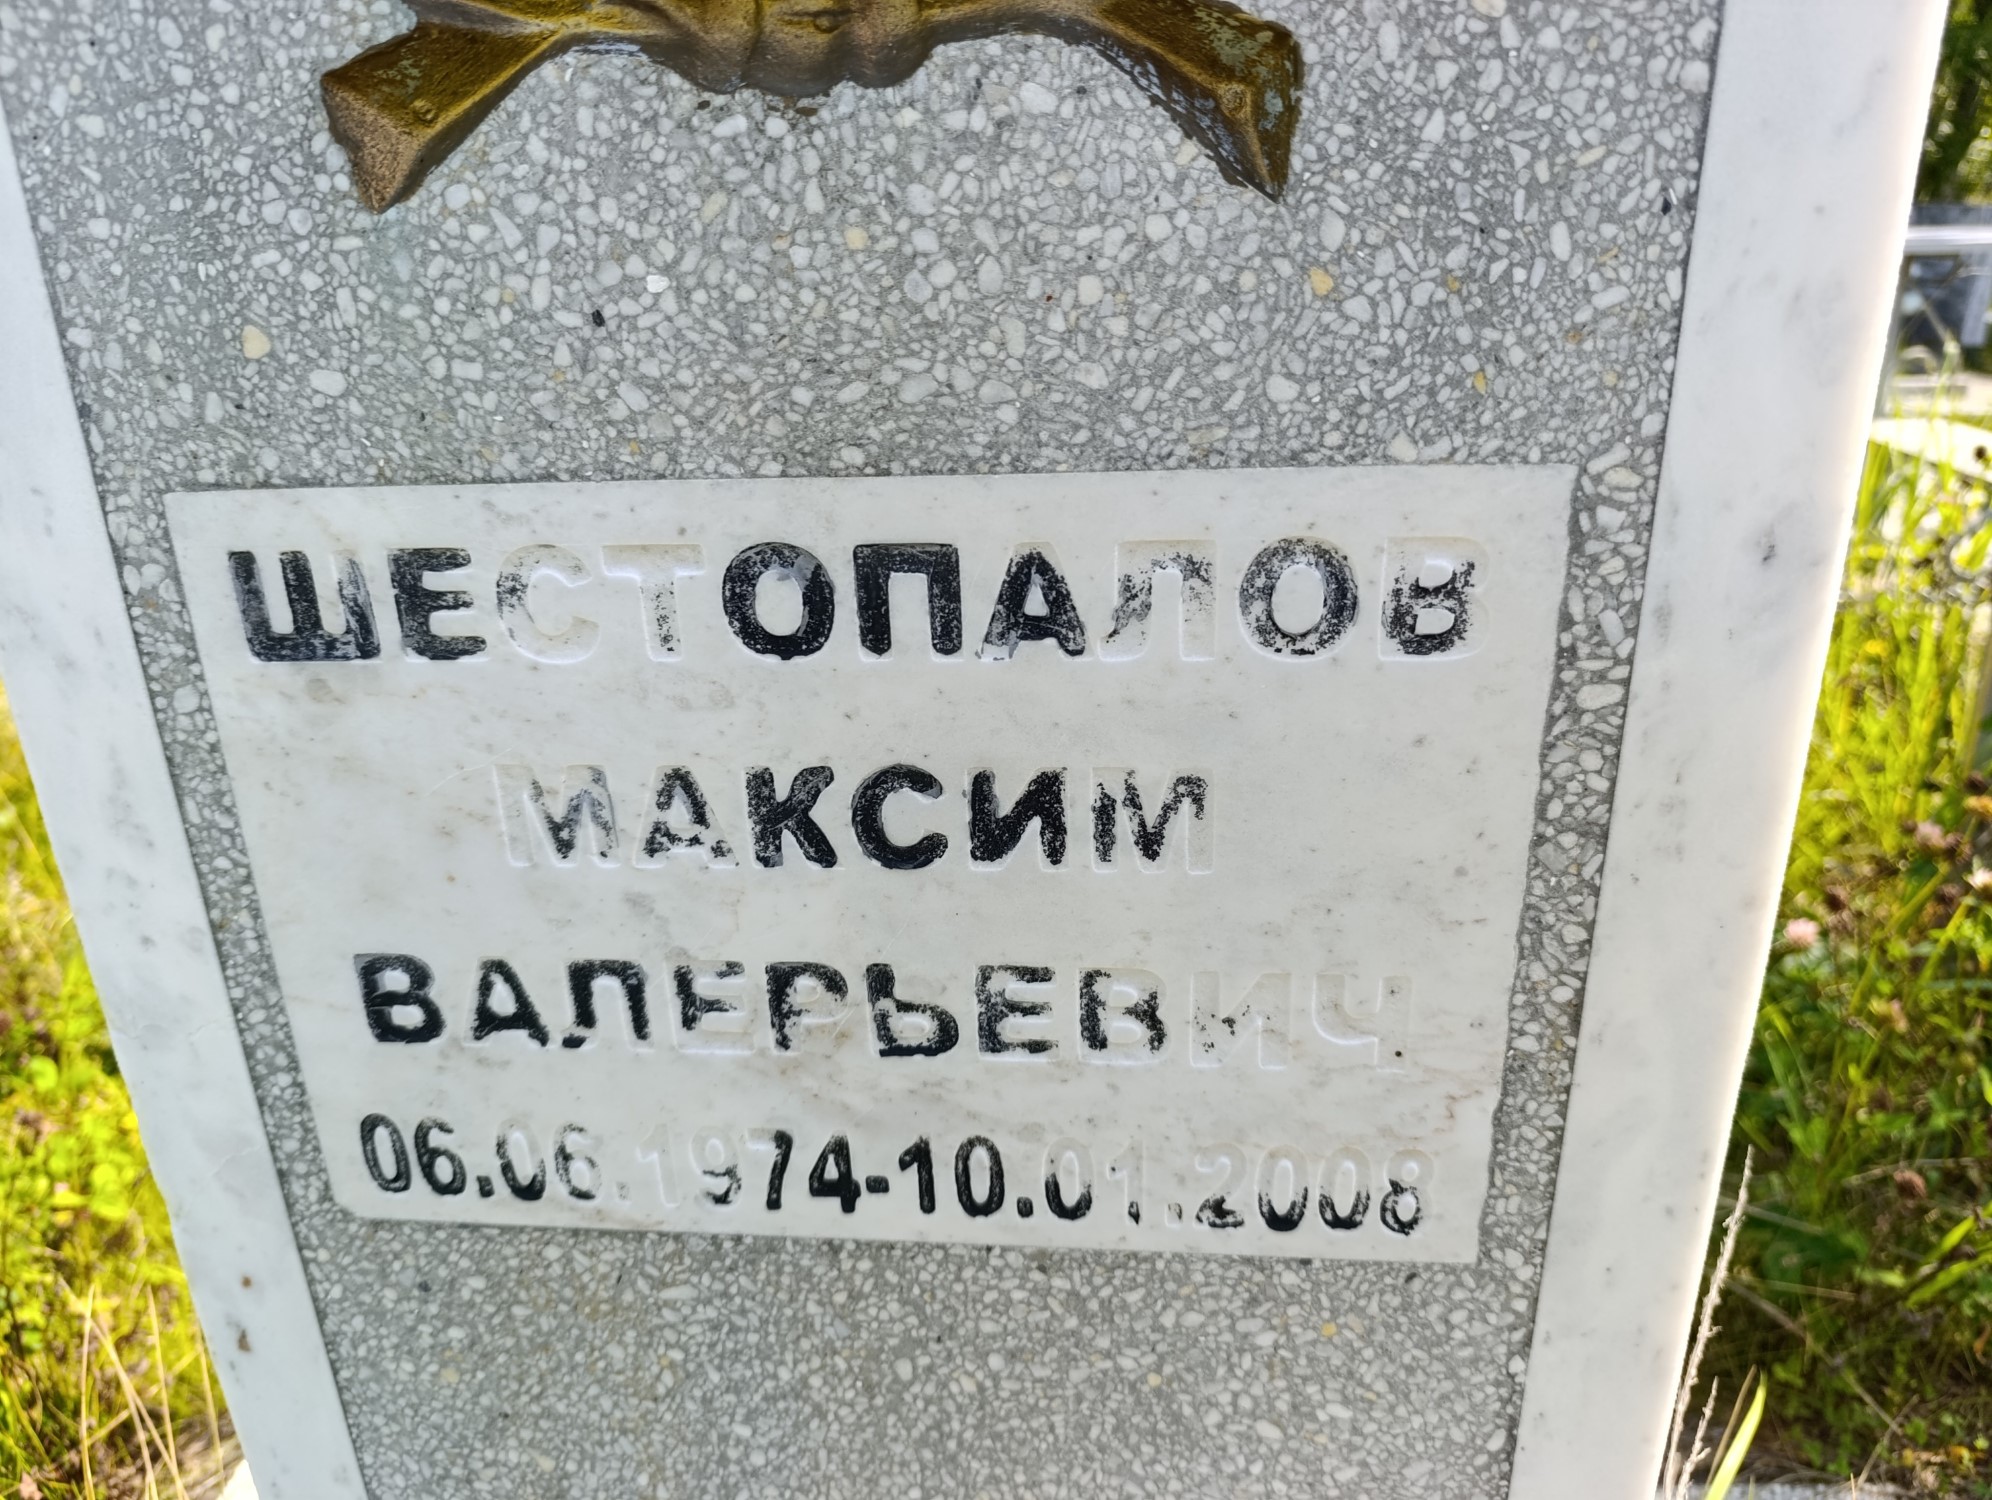 ШЕСТОПАЛОВ
МАКСИМ
ВАЛЕРЬЕВИЧ
06.06.1974-10.01.2008